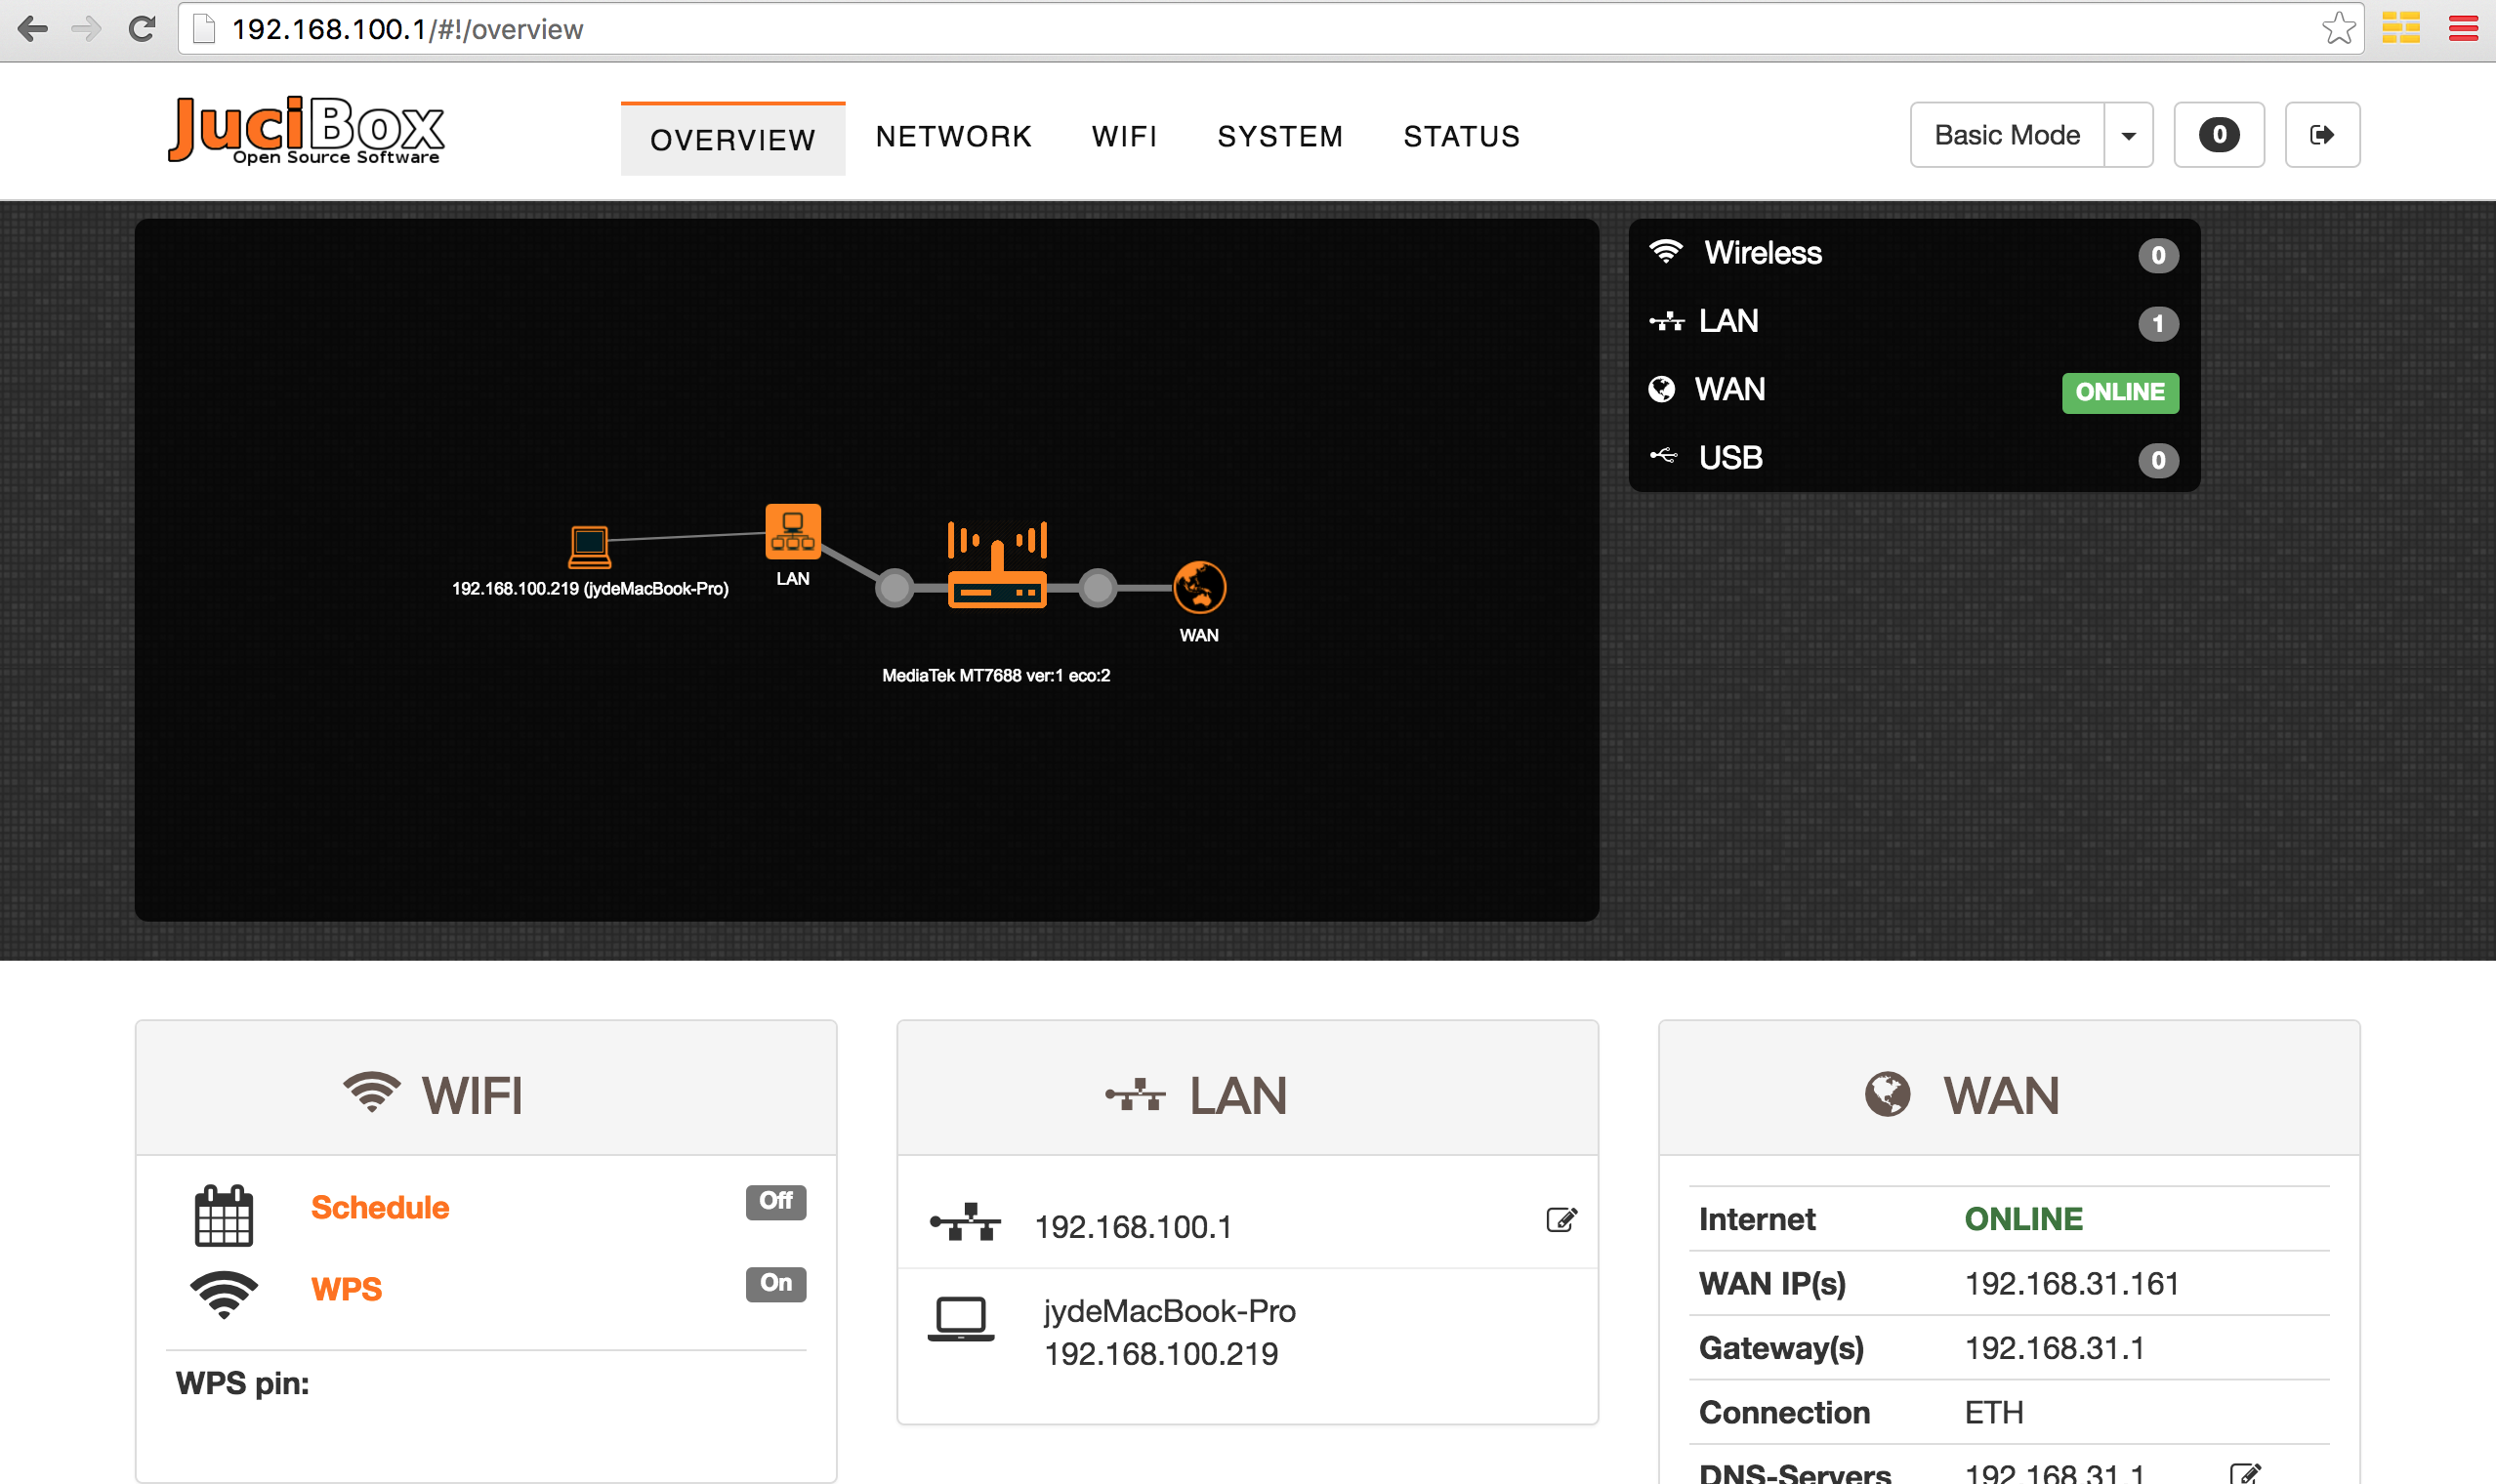 192.168.100.1/#!/overview
JuciBox
Open Source Software
OVERVIEW
NETWORK
WIFI
SYSTEM
STATUS
Basic Mode
0
Wireless 0
LAN 1
WAN ONLINE
USB 0
192.168.100.219 (jydeMacBook-Pro)
LAN
WAN
MediaTek MT7688 ver:1 eco:2
WIFI
Schedule Off
WPS On
WPS pin:
LAN
192.168.100.1
jydeMacBook-Pro
192.168.100.219
WAN
Internet ONLINE
WAN IP(s) 192.168.31.161
Gateway(s) 192.168.31.1
Connection ETH
DNS-Servers 192.168.31.1